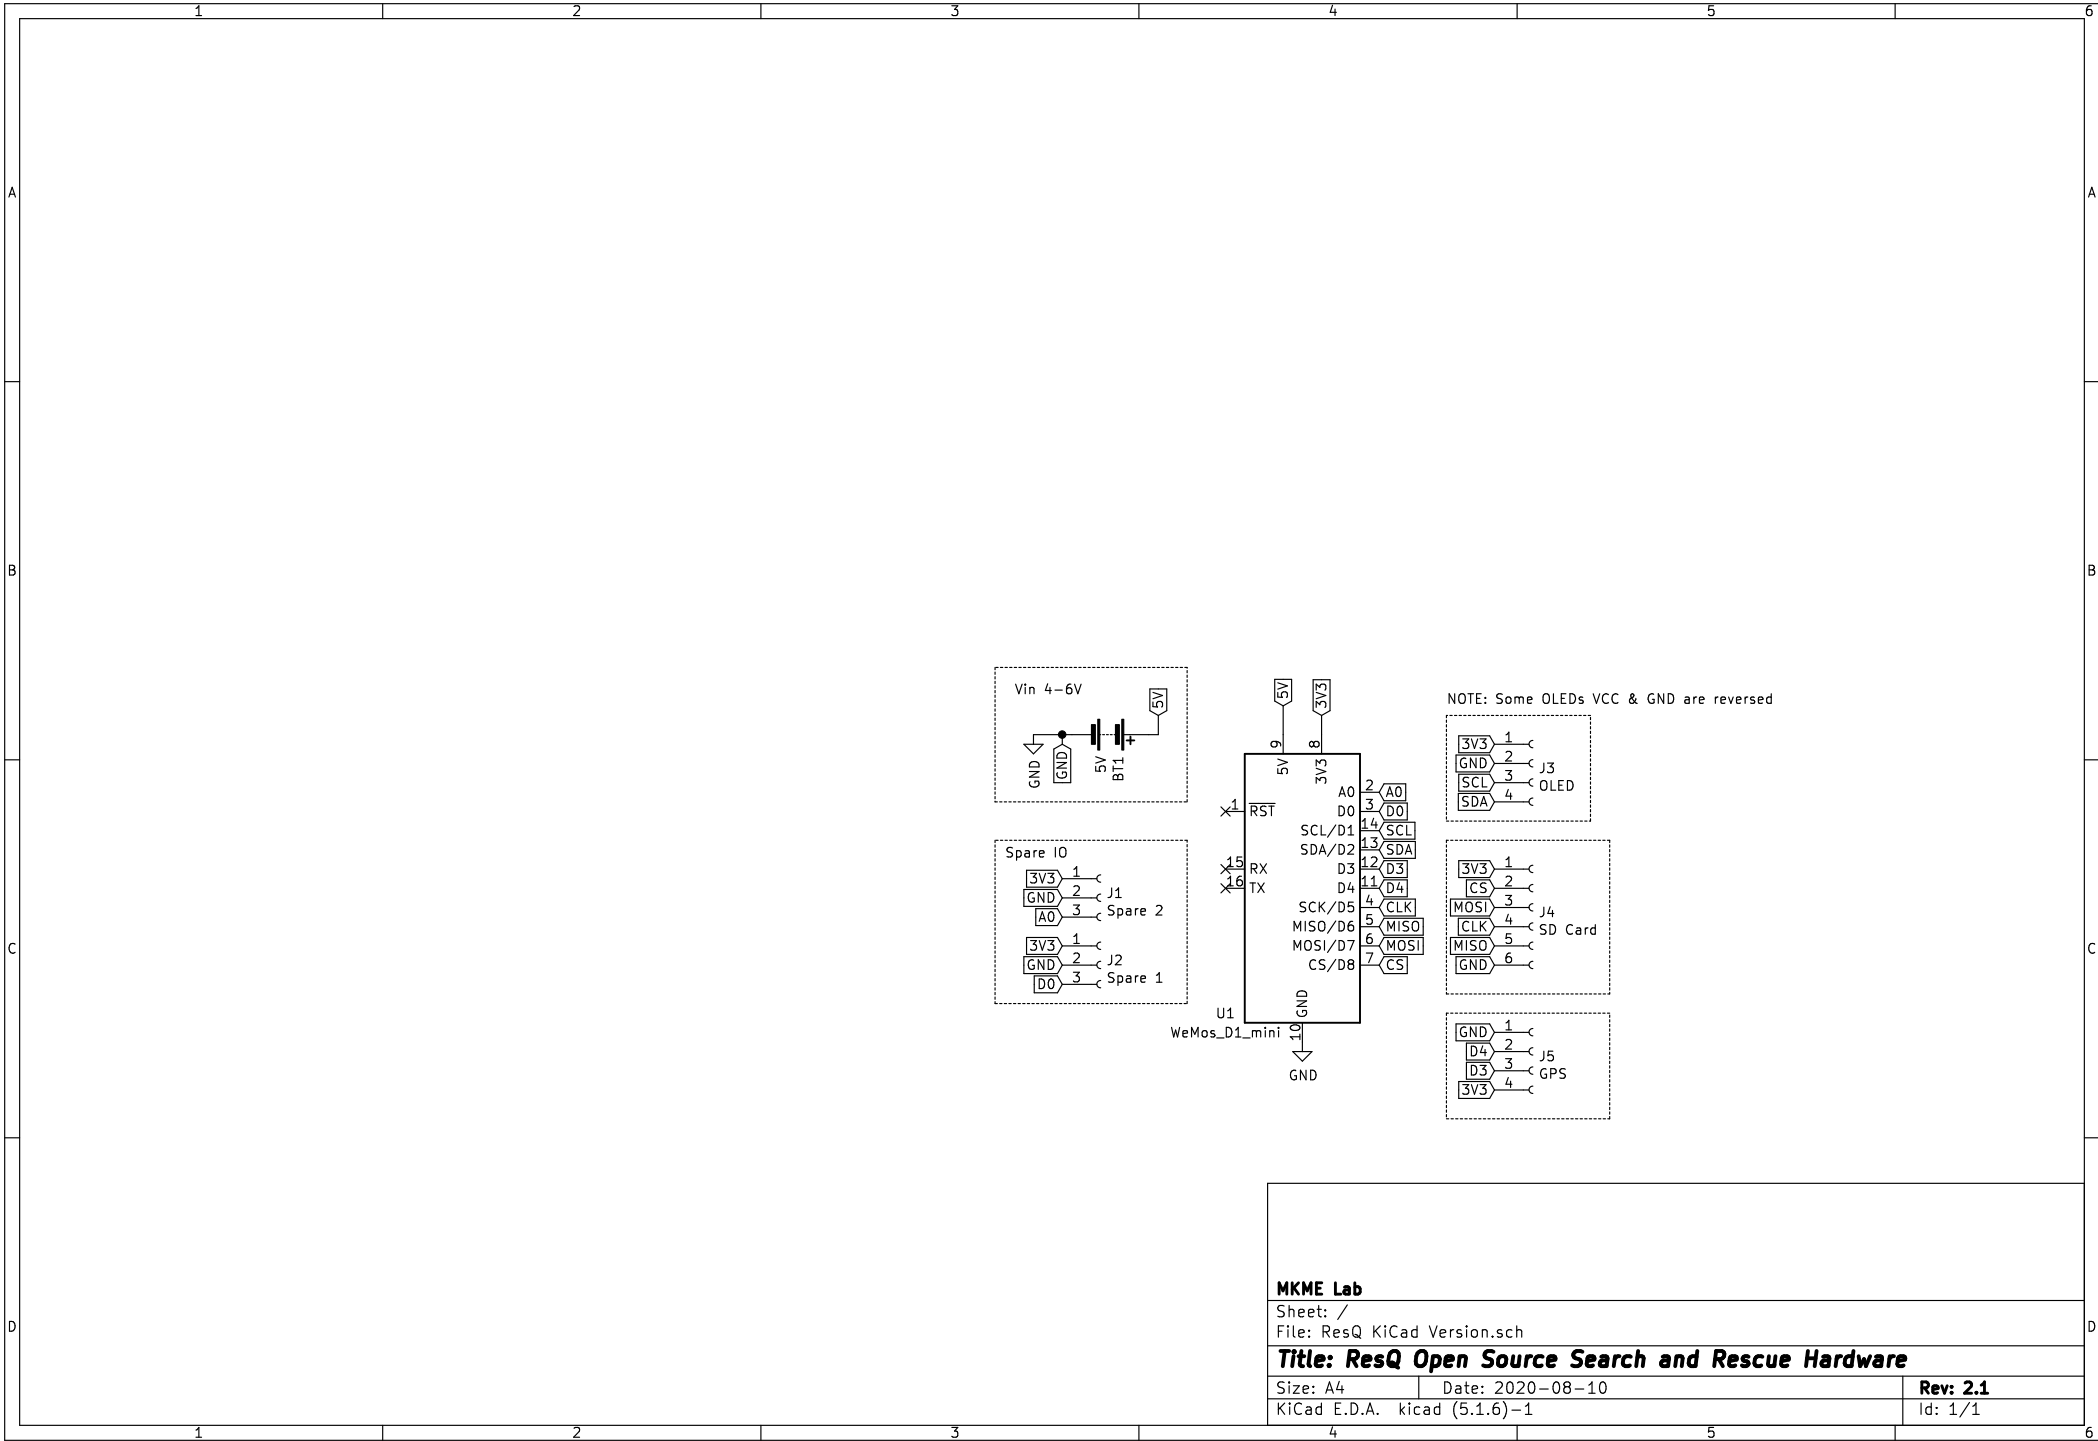 1 2 3 4 5 6
A A
B B
C C
D D
Vin 4-6V
5V
GND
GND
5V
BT1
Spare IO
3V3 1
GND 2
A0 3
J1
Spare 2
3V3 1
GND 2
D0 3
J2
Spare 1
5V 3V3
9 8
5V 3V3
1 RST
15 RX
16 TX
A0 2 A0
D0 3 D0
SCL/D1 14 SCL
SDA/D2 13 SDA
D3 12 D3
D4 11 D4
SCK/D5 4 CLK
MISO/D6 5 MISO
MOSI/D7 6 MOSI
CS/D8 7 CS
GND
10
U1
WeMos_D1_mini
GND
NOTE: Some OLEDs VCC & GND are reversed
3V3 1
GND 2
SCL 3
SDA 4
J3
OLED
3V3 1
CS 2
MOSI 3
CLK 4
MISO 5
GND 6
J4
SD Card
GND 1
D4 2
D3 3
3V3 4
J5
GPS
MKME Lab
Sheet: /
File: ResQ KiCad Version.sch
Title: ResQ Open Source Search and Rescue Hardware
Size: A4 Date: 2020-08-10 Rev: 2.1
KiCad E.D.A. kicad (5.1.6)-1 Id: 1/1
1 2 3 4 5 6